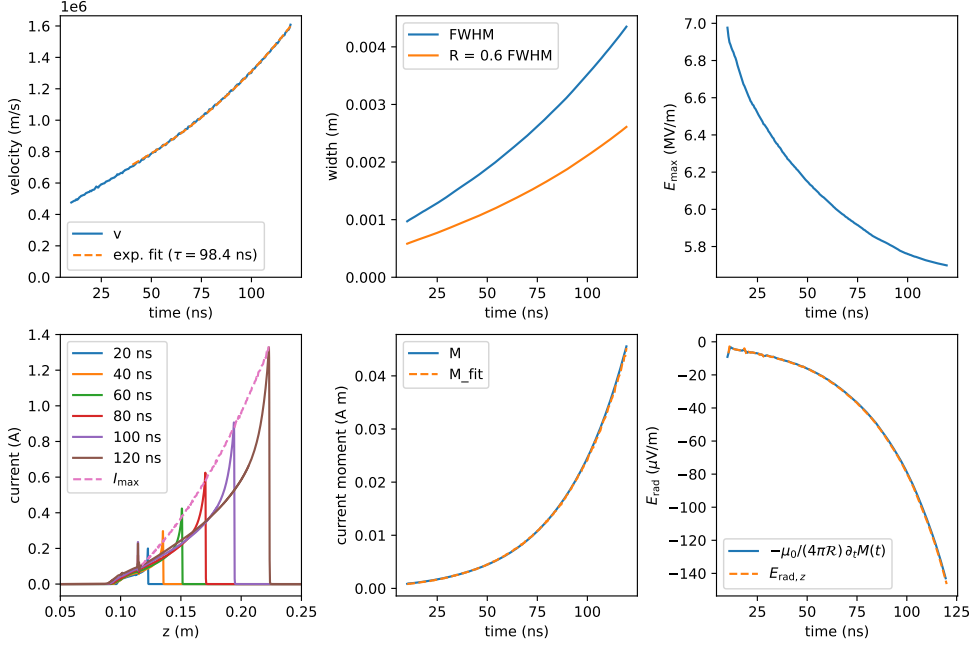 1e6
1.6
1.4
1.2
1.0
0.8
0.6
0.4
0.2
0.0
velocity (m/s)
v
exp. fit (τ = 98.4 ns)
25 50 75 100
time (ns)
0.004
0.003
0.002
0.001
0.000
width (m)
FWHM
R = 0.6 FWHM
25 50 75 100
time (ns)
7.0
6.8
6.6
6.4
6.2
6.0
5.8
E_max (MV/m)
25 50 75 100
time (ns)
1.4
1.2
1.0
0.8
0.6
0.4
0.2
0.0
current (A)
20 ns
40 ns
60 ns
80 ns
100 ns
120 ns
I_max
0.05 0.10 0.15 0.20 0.25
z (m)
0.04
0.03
0.02
0.01
0.00
current moment (A m)
M
M_fit
25 50 75 100
time (ns)
0
−20
−40
−60
−80
−100
−120
−140
E_rad (μV/m)
−μ₀/(4πℛ) ∂ₜM(t)
E_rad, z
0 25 50 75 100 125
time (ns)